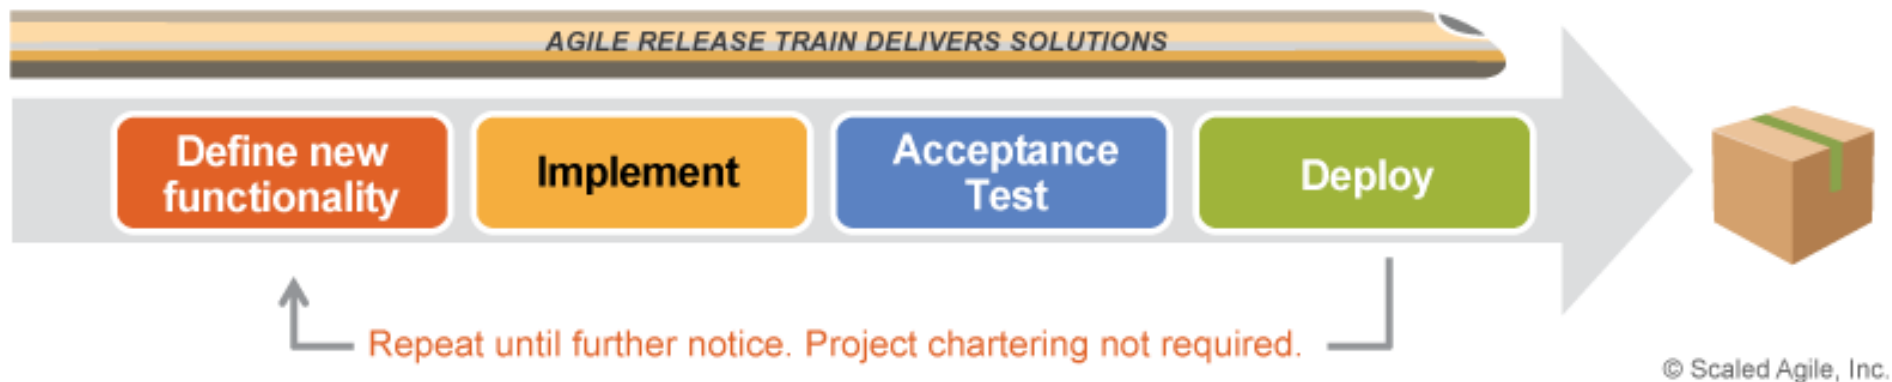 AGILE RELEASE TRAIN DELIVERS SOLUTIONS
Define new
functionality
Implement
Acceptance
Test
Deploy
Repeat until further notice. Project chartering not required.
© Scaled Agile, Inc.